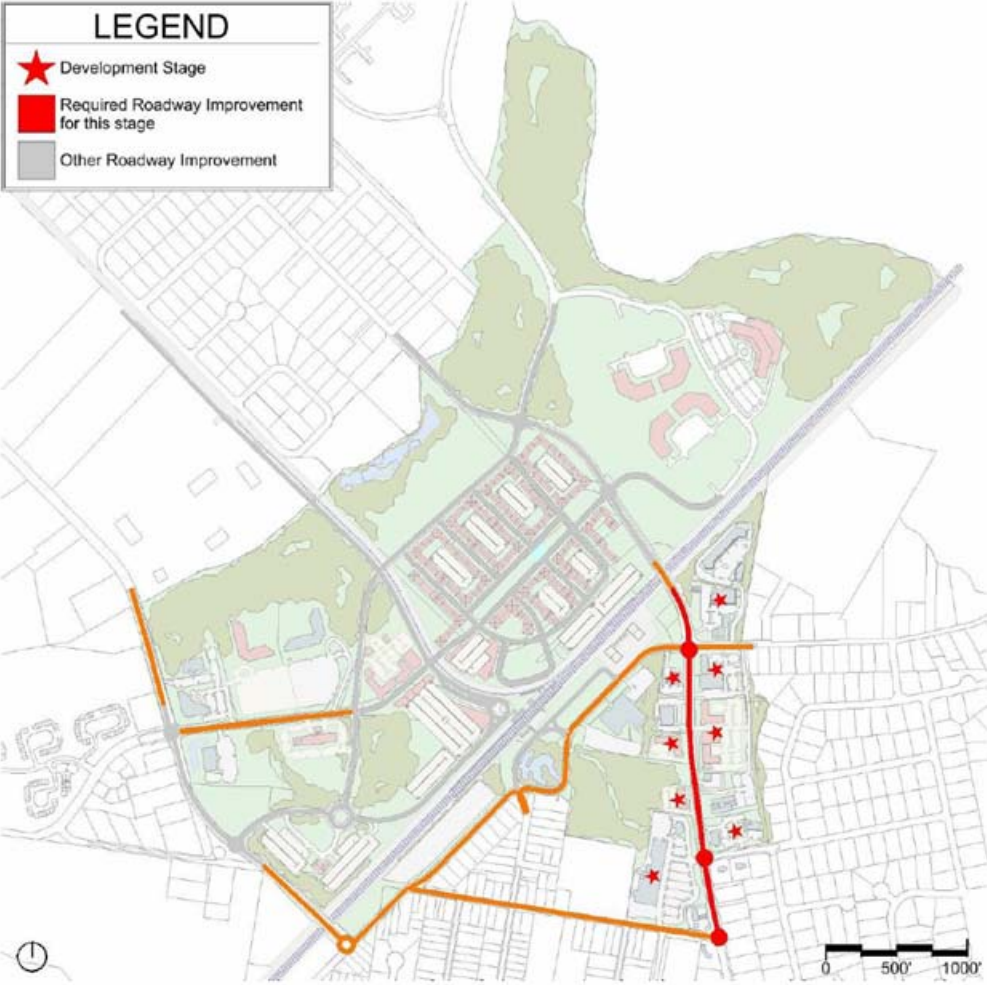 LEGEND
Development Stage
Required Roadway Improvement
for this stage
Other Roadway Improvement
0 500' 1000'